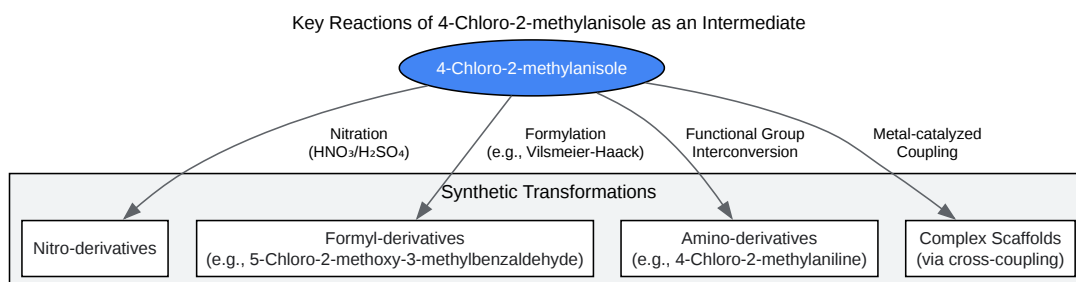 Key Reactions of 4-Chloro-2-methylanisole as an Intermediate
4-Chloro-2-methylanisole
Nitration
(HNO₃/H₂SO₄)
Formylation
(e.g., Vilsmeier-Haack)
Functional Group
Interconversion
Metal-catalyzed
Coupling
Synthetic Transformations
Nitro-derivatives
Formyl-derivatives
(e.g., 5-Chloro-2-methoxy-3-methylbenzaldehyde)
Amino-derivatives
(e.g., 4-Chloro-2-methylaniline)
Complex Scaffolds
(via cross-coupling)